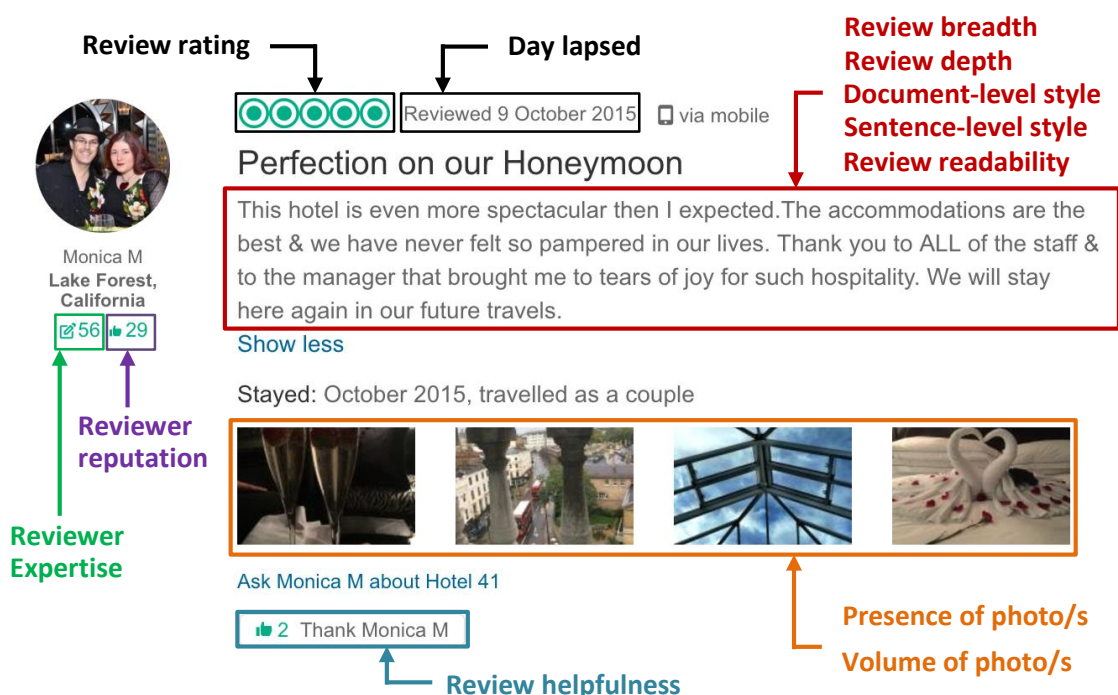 Review rating
Day lapsed
Review breadth
Review depth
Document-level style
Sentence-level style
Review readability
Reviewed 9 October 2015
via mobile
Perfection on our Honeymoon
This hotel is even more spectacular then I expected.The accommodations are the
best & we have never felt so pampered in our lives. Thank you to ALL of the staff &
to the manager that brought me to tears of joy for such hospitality. We will stay
here again in our future travels.
Show less
Monica M
Lake Forest,
California
56 29
Reviewer
reputation
Reviewer
Expertise
Stayed: October 2015, travelled as a couple
Ask Monica M about Hotel 41
2 Thank Monica M
Review helpfulness
Presence of photo/s
Volume of photo/s